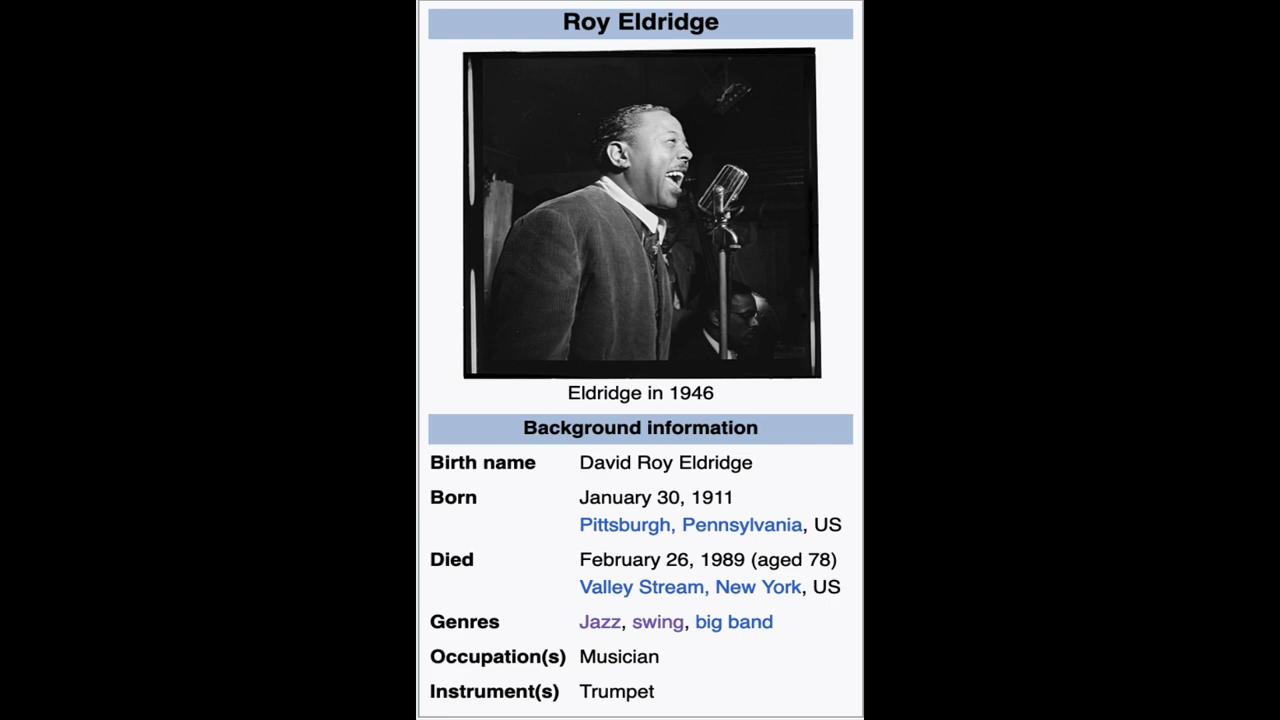 Roy Eldridge
Eldridge in 1946
Background information
Birth name David Roy Eldridge
Born January 30, 1911
Pittsburgh, Pennsylvania, US
Died February 26, 1989 (aged 78)
Valley Stream, New York, US
Genres Jazz, swing, big band
Occupation(s) Musician
Instrument(s) Trumpet